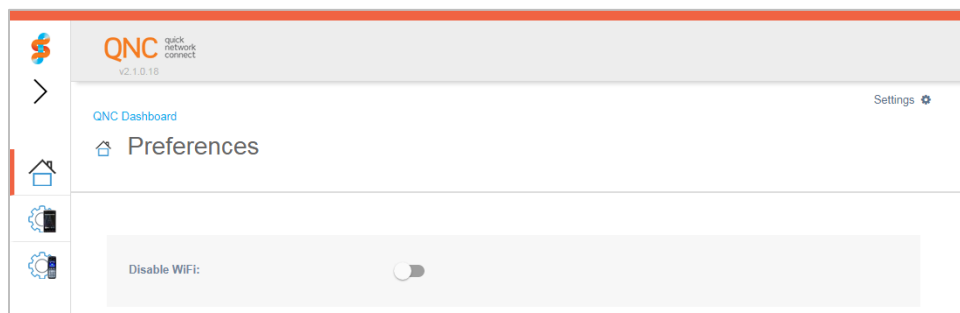 QNC quick
network
connect
v2.1.0.18
Settings
QNC Dashboard
Preferences
Disable WiFi: